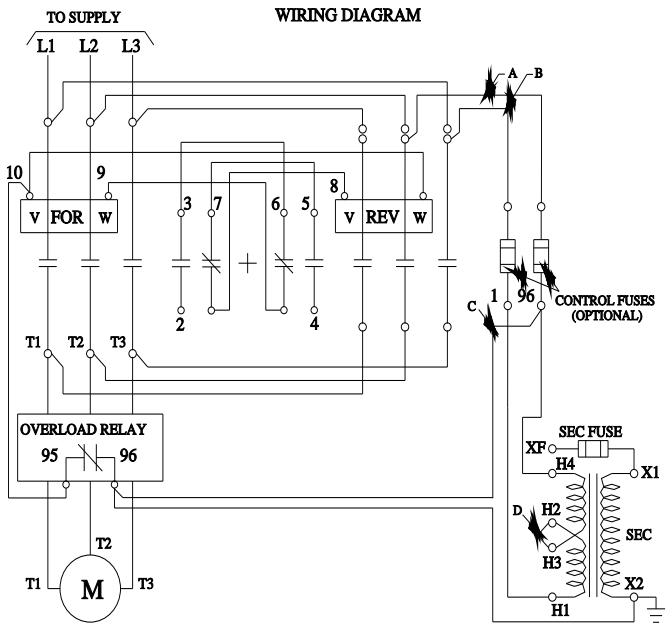 WIRING DIAGRAM
TO SUPPLY
L1 L2 L3
A B
10 9 8
V FOR W
3 7 6 5
V REV W
2 4
1 96
CONTROL FUSES
(OPTIONAL)
C
T1 T2 T3
OVERLOAD RELAY
95 96
SEC FUSE
XF
H4 X1
D H2
SEC
H3
T2
T1 M T3
X2
H1